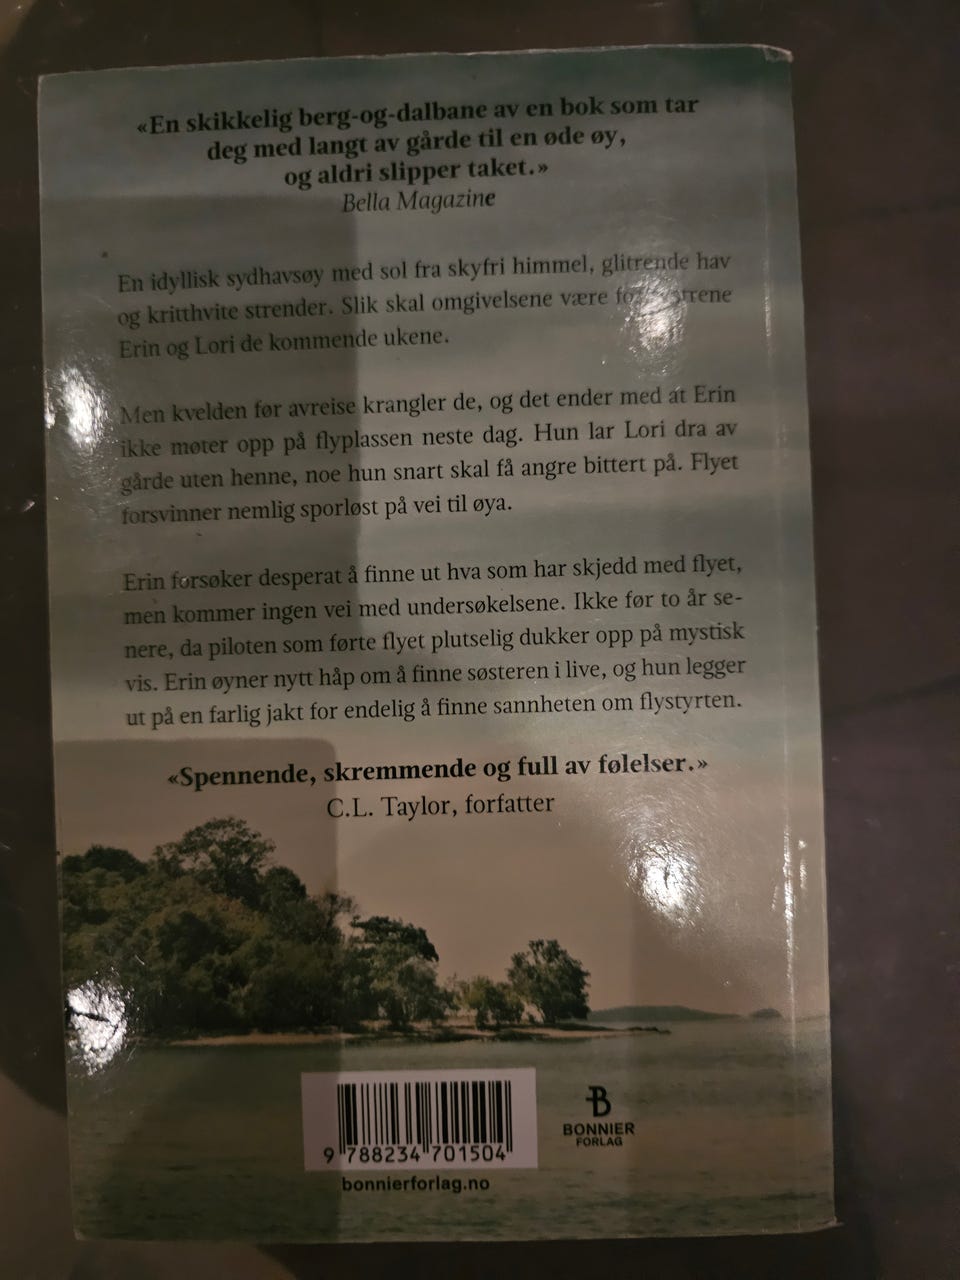 «En skikkelig berg-og-dalbane av en bok som tar
deg med langt av gårde til en øde øy,
og aldri slipper taket.»
Bella Magazine
En idyllisk sydhavsøy med sol fra skyfri himmel, glitrende hav
og kritthvite strender. Slik skal omgivelsene være
Erin og Lori de kommende ukene.
Men kvelden før avreise krangler de, og det ender med at Erin
ikke møter opp på flyplassen neste dag. Hun lar Lori dra av
gårde uten henne, noe hun snart skal få angre bittert på. Flyet
forsvinner nemlig sporløst på vei til øya.
Erin forsøker desperat å finne ut hva som har skjedd med flyet,
men kommer ingen vei med undersøkelsene. Ikke før to år se-
nere, da piloten som førte flyet plutselig dukker opp på mystisk
vis. Erin øyner nytt håp om å finne søsteren i live, og hun legger
ut på en farlig jakt for endelig å finne sannheten om flystyrten.
«Spennende, skremmende og full av følelser.»
C.L. Taylor, forfatter
9 788234 701504
BONNIER
FORLAG
bonnierforlag.no